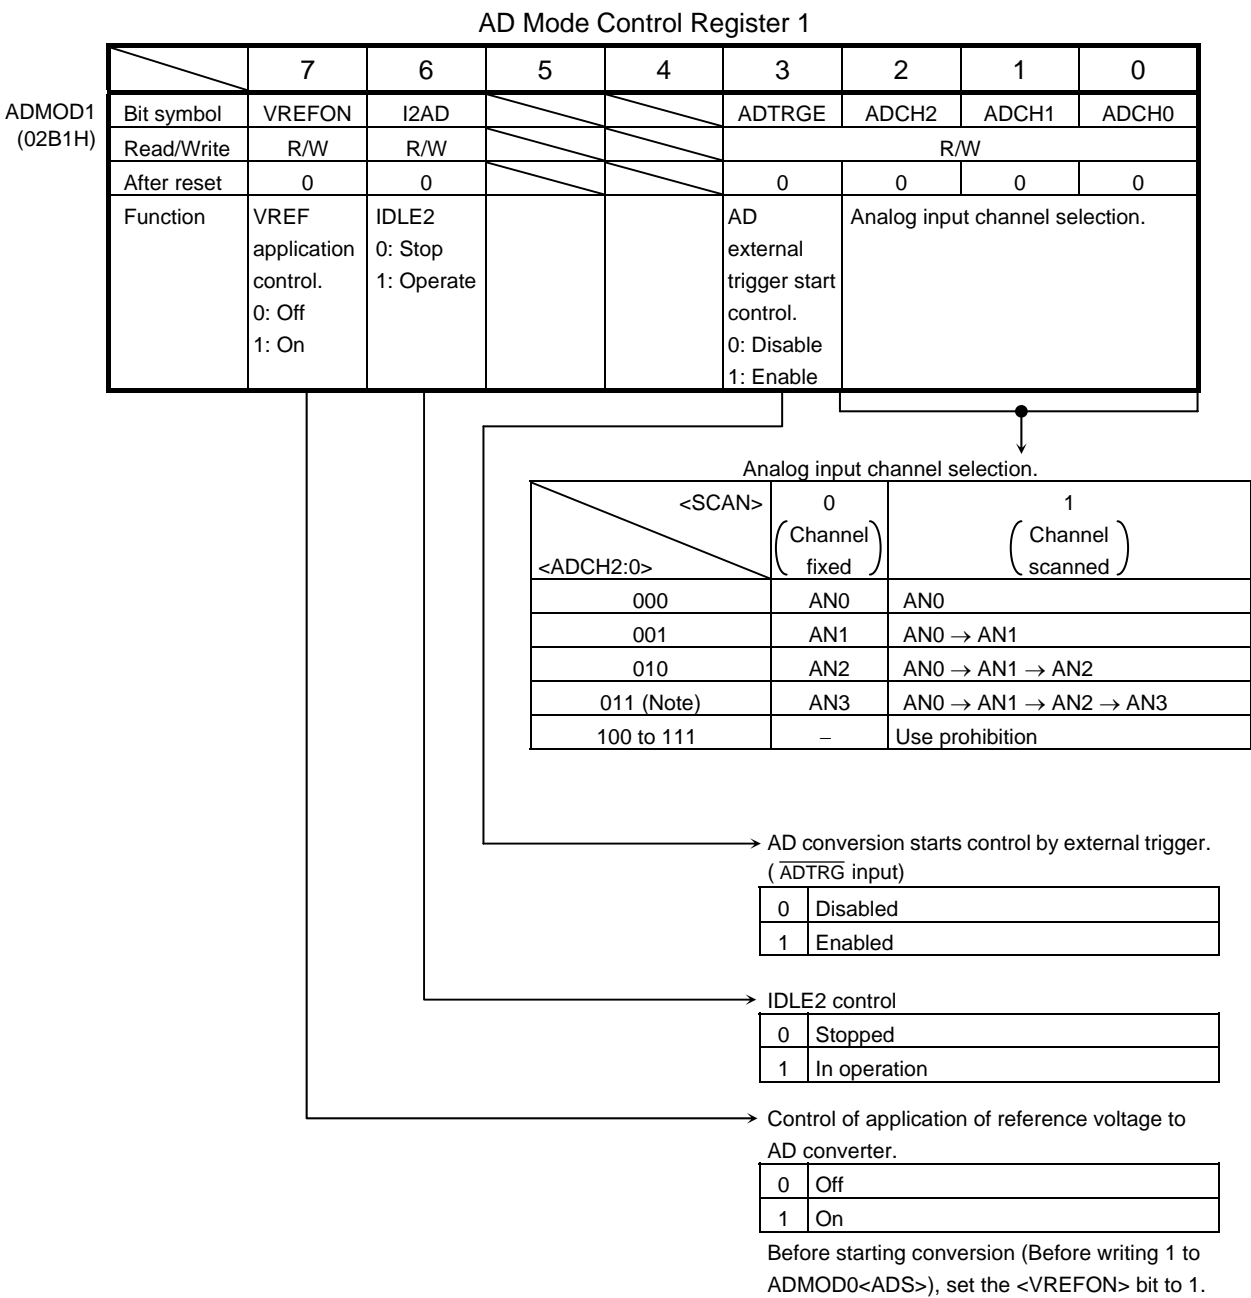 AD Mode Control Register 1
7 6 5 4 3 2 1 0
ADMOD1
(02B1H)
Bit symbol VREFON I2AD ADTRGE ADCH2 ADCH1 ADCH0
Read/Write R/W R/W R/W
After reset 0 0 0 0 0 0
Function
VREF
application
control.
0: Off
1: On
IDLE2
0: Stop
1: Operate
AD
external
trigger start
control.
0: Disable
1: Enable
Analog input channel selection.
Analog input channel selection.
<SCAN>
<ADCH2:0>
0
(Channel
fixed)
1
(Channel
scanned)
000 AN0 AN0
001 AN1 AN0 → AN1
010 AN2 AN0 → AN1 → AN2
011 (Note) AN3 AN0 → AN1 → AN2 → AN3
100 to 111 – Use prohibition
AD conversion starts control by external trigger.
( A̅D̅T̅R̅G̅ input)
0 Disabled
1 Enabled
IDLE2 control
0 Stopped
1 In operation
Control of application of reference voltage to
AD converter.
0 Off
1 On
Before starting conversion (Before writing 1 to
ADMOD0<ADS>), set the <VREFON> bit to 1.